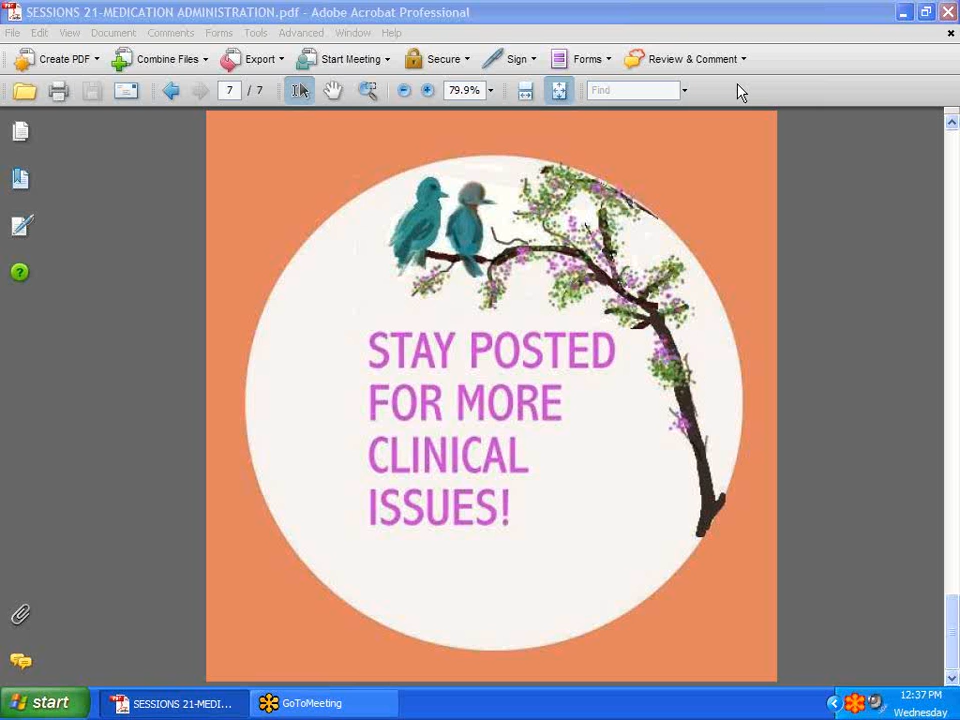 SESSIONS 21-MEDICATION ADMINISTRATION.pdf - Adobe Acrobat Professional
File Edit View Document Comments Forms Tools Advanced Window Help
Create PDF Combine Files Export Start Meeting Secure Sign Forms Review & Comment
7 / 7 79.9% Find
STAY POSTED
FOR MORE
CLINICAL
ISSUES!
start SESSIONS 21-MEDI... GoToMeeting 12:37 PM
Wednesday